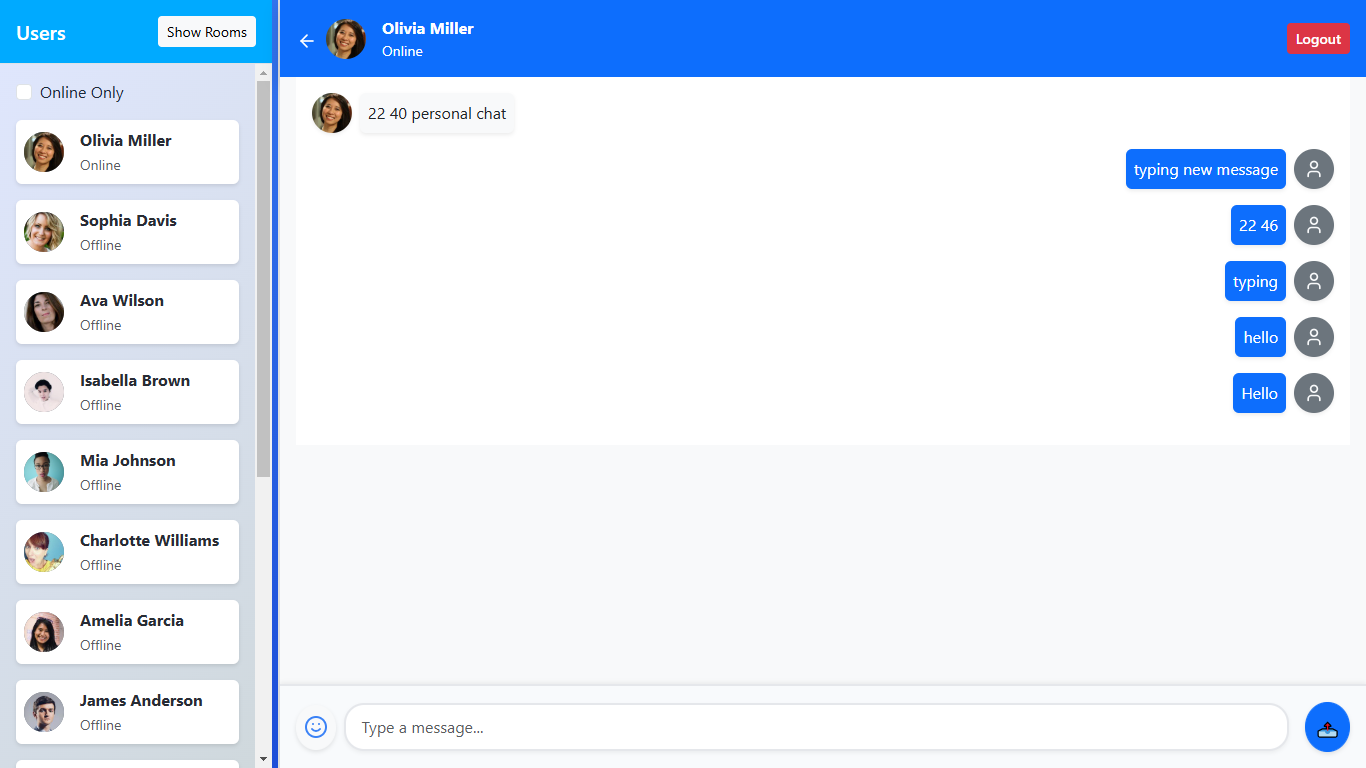 Users
Show Rooms
Online Only
Olivia Miller
Online
Sophia Davis
Offline
Ava Wilson
Offline
Isabella Brown
Offline
Mia Johnson
Offline
Charlotte Williams
Offline
Amelia Garcia
Offline
James Anderson
Offline
Olivia Miller
Online
Logout
22 40 personal chat
typing new message
22 46
typing
hello
Hello
Type a message...